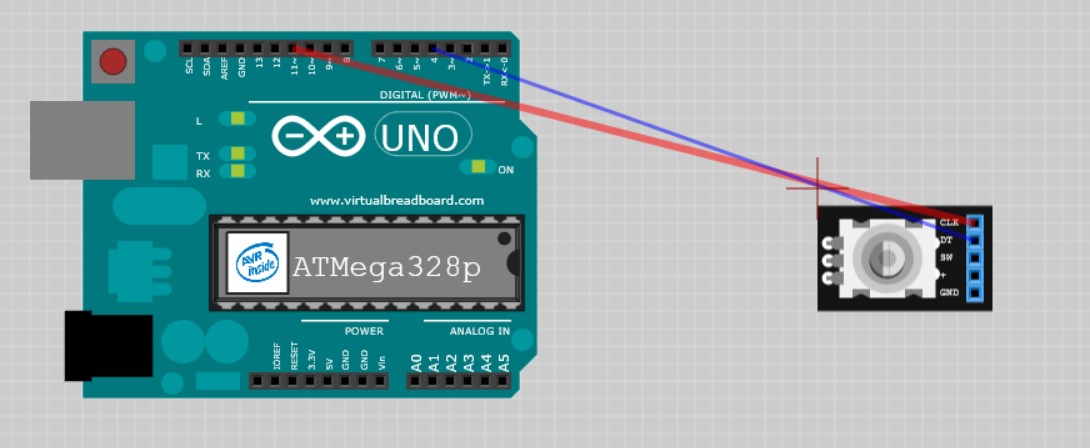 SCL SDA AREF GND 13 12 11~ 10~ 9~ 8 7 6~ 5~ 4 3~ 2 TX->1 RX<-0
DIGITAL (PWM~)
L
UNO
TX
RX
ON
www.virtualbreadboard.com
AVR
inside
ATMega328p
POWER ANALOG IN
IOREF RESET 3.3V 5V GND GND Vin A0 A1 A2 A3 A4 A5
CLK
DT
SW
+
GND